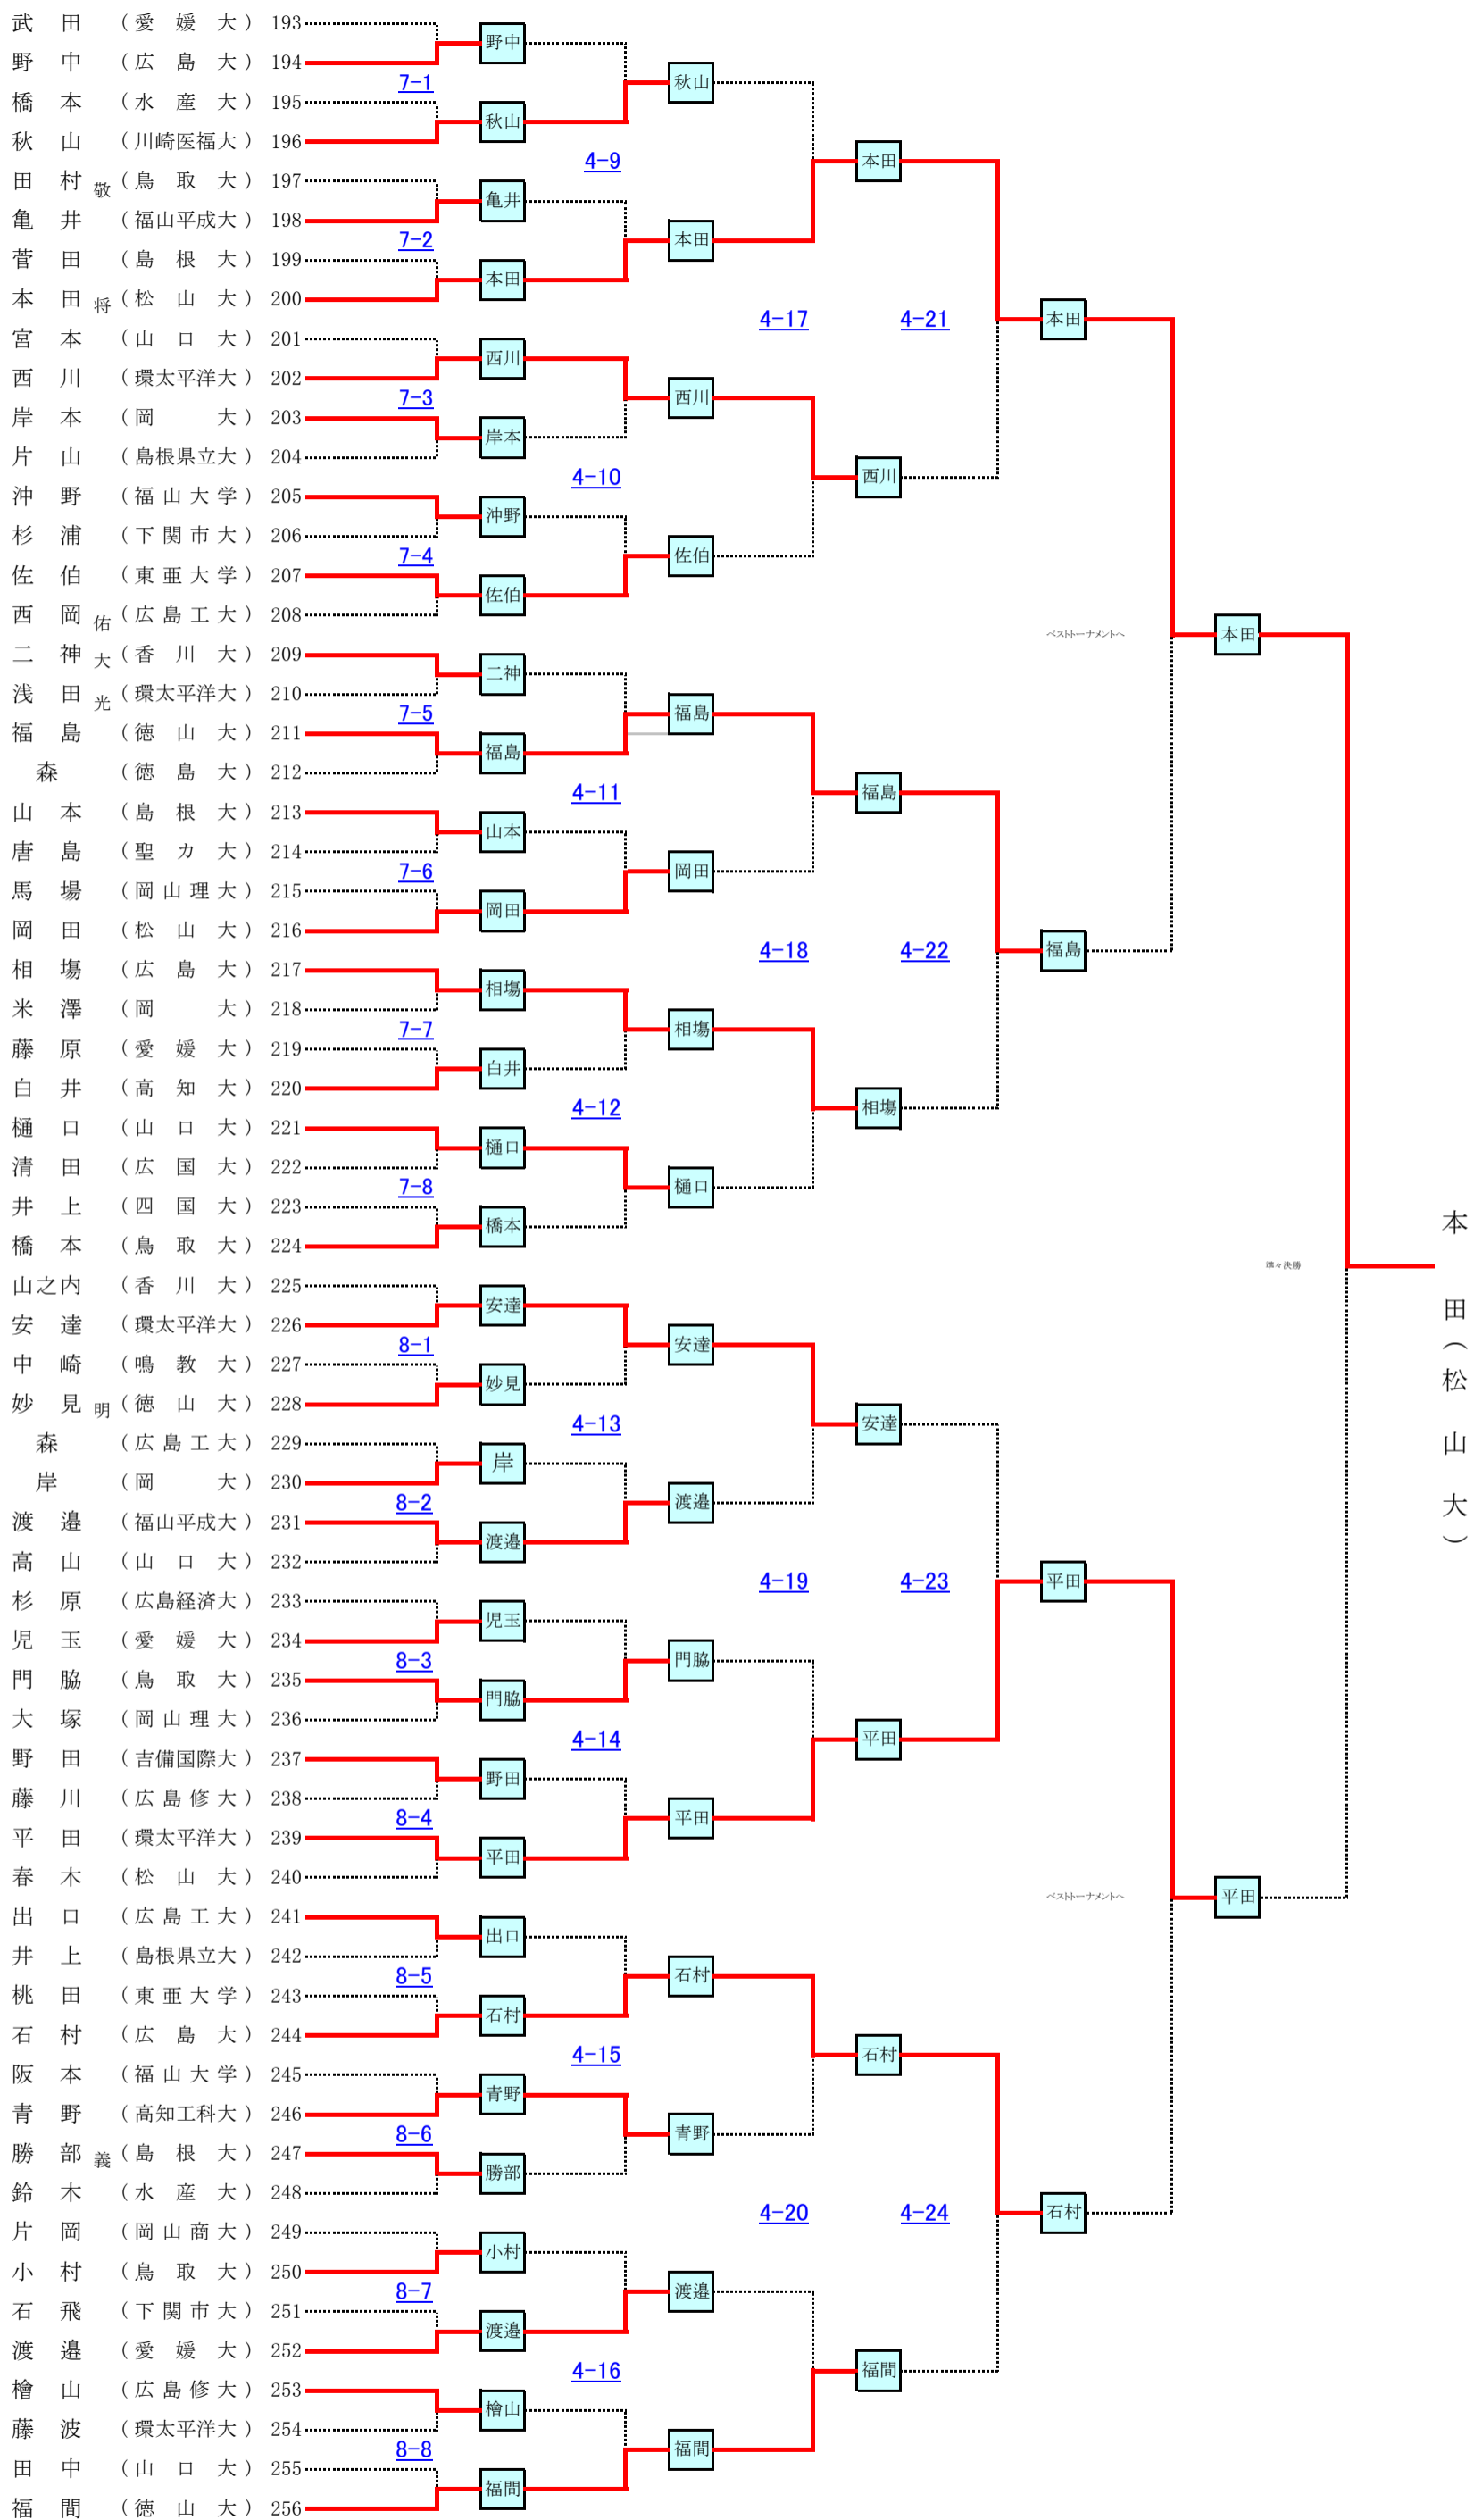 武田 (愛媛大) 193
野中 (広島大) 194
橋本 (水産大) 195
秋山 (川崎医福大) 196
田村敬 (鳥取大) 197
亀井 (福山平成大) 198
菅田 (島根大) 199
本田将 (松山大) 200
宮本 (山口大) 201
西川 (環太平洋大) 202
岸本 (岡大) 203
片山 (島根県立大) 204
沖野 (福山大学) 205
杉浦 (下関市大) 206
佐伯 (東亜大学) 207
西岡佑 (広島工大) 208
二神大 (香川大) 209
浅田光 (環太平洋大) 210
福島 (徳山大) 211
森 (徳島大) 212
山本 (島根大) 213
唐島 (聖カ大) 214
馬場 (岡山理大) 215
岡田 (松山大) 216
相塲 (広島大) 217
米澤 (岡大) 218
藤原 (愛媛大) 219
白井 (高知大) 220
樋口 (山口大) 221
清田 (広国大) 222
井上 (四国大) 223
橋本 (鳥取大) 224
山之内 (香川大) 225
安達 (環太平洋大) 226
中崎 (鳴教大) 227
妙見明 (徳山大) 228
森 (広島工大) 229
岸 (岡大) 230
渡邉 (福山平成大) 231
高山 (山口大) 232
杉原 (広島経済大) 233
児玉 (愛媛大) 234
門脇 (鳥取大) 235
大塚 (岡山理大) 236
野田 (吉備国際大) 237
藤川 (広島修大) 238
平田 (環太平洋大) 239
春木 (松山大) 240
出口 (広島工大) 241
井上 (島根県立大) 242
桃田 (東亜大学) 243
石村 (広島大) 244
阪本 (福山大学) 245
青野 (高知工科大) 246
勝部義 (島根大) 247
鈴木 (水産大) 248
片岡 (岡山商大) 249
小村 (鳥取大) 250
石飛 (下関市大) 251
渡邉 (愛媛大) 252
檜山 (広島修大) 253
藤波 (環太平洋大) 254
田中 (山口大) 255
福間 (徳山大) 256
7-1
7-2
7-3
7-4
7-5
7-6
7-7
7-8
8-1
8-2
8-3
8-4
8-5
8-6
8-7
8-8
野中
秋山
亀井
本田
西川
岸本
沖野
佐伯
二神
福島
山本
岡田
相塲
白井
樋口
橋本
安達
妙見
岸
渡邉
児玉
門脇
野田
平田
出口
石村
青野
勝部
小村
渡邉
檜山
福間
4-9
4-10
4-11
4-12
4-13
4-14
4-15
4-16
秋山
本田
西川
佐伯
福島
岡田
相塲
樋口
安達
渡邉
門脇
平田
石村
青野
渡邉
福間
4-17
4-18
4-19
4-20
本田
西川
福島
相塲
安達
平田
石村
福間
4-21
4-22
4-23
4-24
本田
福島
平田
石村
ベストトーナメントへ
ベストトーナメントへ
本田
平田
準々決勝
本田(松山大)